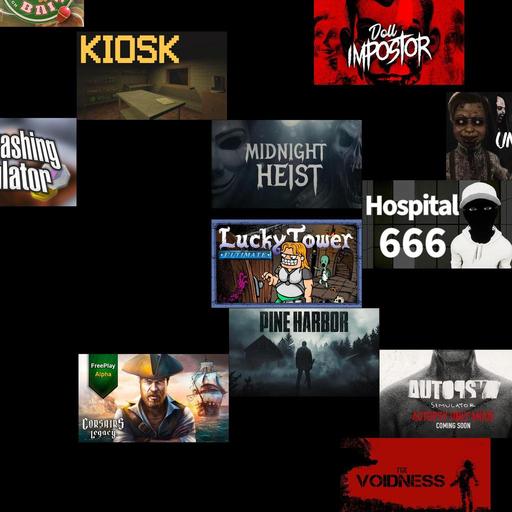 BAIT
KIOSK
Doll
IMPOSTOR
UN
ashing
ulator
MIDNIGHT
HEIST
Hospital
666
Lucky Tower
ULTIMATE
PINE HARBOR
FreePlay
Alpha
CORSAIRS
Legacy
AUTOPSY
SIMULATOR
COMING SOON
THE
VOIDNESS